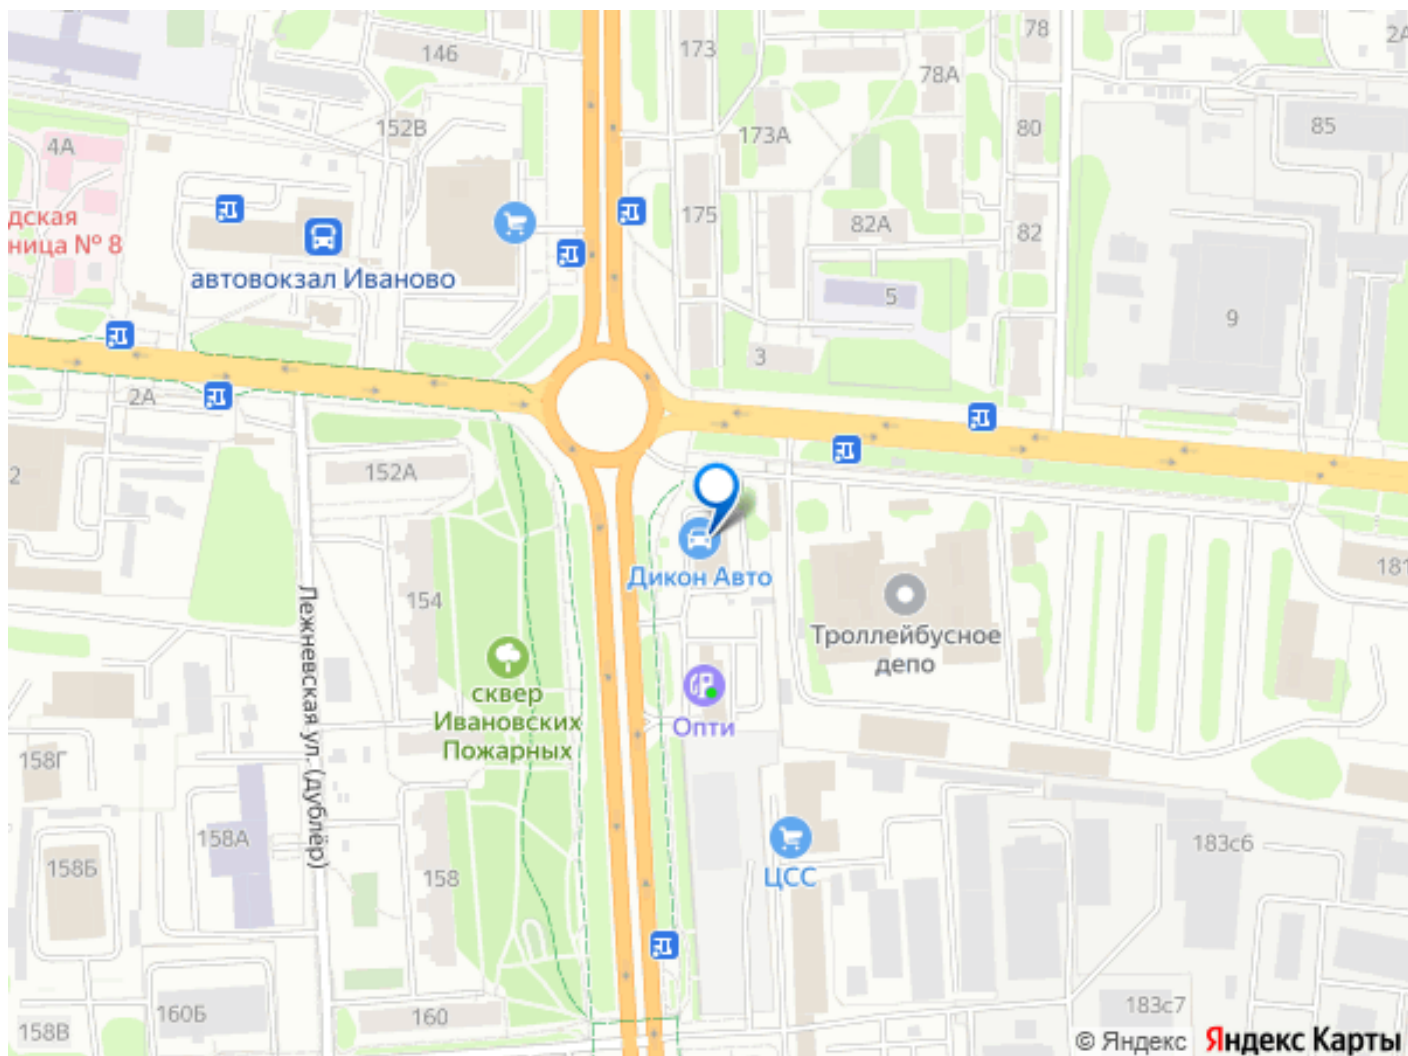 146
173
78
2А
78А
152В
173А
80
85
4А
дская
ница № 8
175
82А
82
автовокзал Иваново
5
9
3
2А
2
152А
Дикон Авто
181
154
Троллейбусное
депо
Лежневская ул. (дублёр)
сквер
Ивановских
Пожарных
Опти
158Г
158А
158Б
158
ЦСС
183с6
160Б
160
158В
183с7
© Яндекс
Яндекс Карты